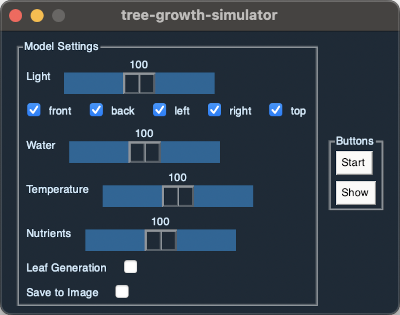 tree-growth-simulator
Model Settings
100
Light
front back left right top
100
Water
Buttons
Start
100
Temperature
Show
100
Nutrients
Leaf Generation
Save to Image